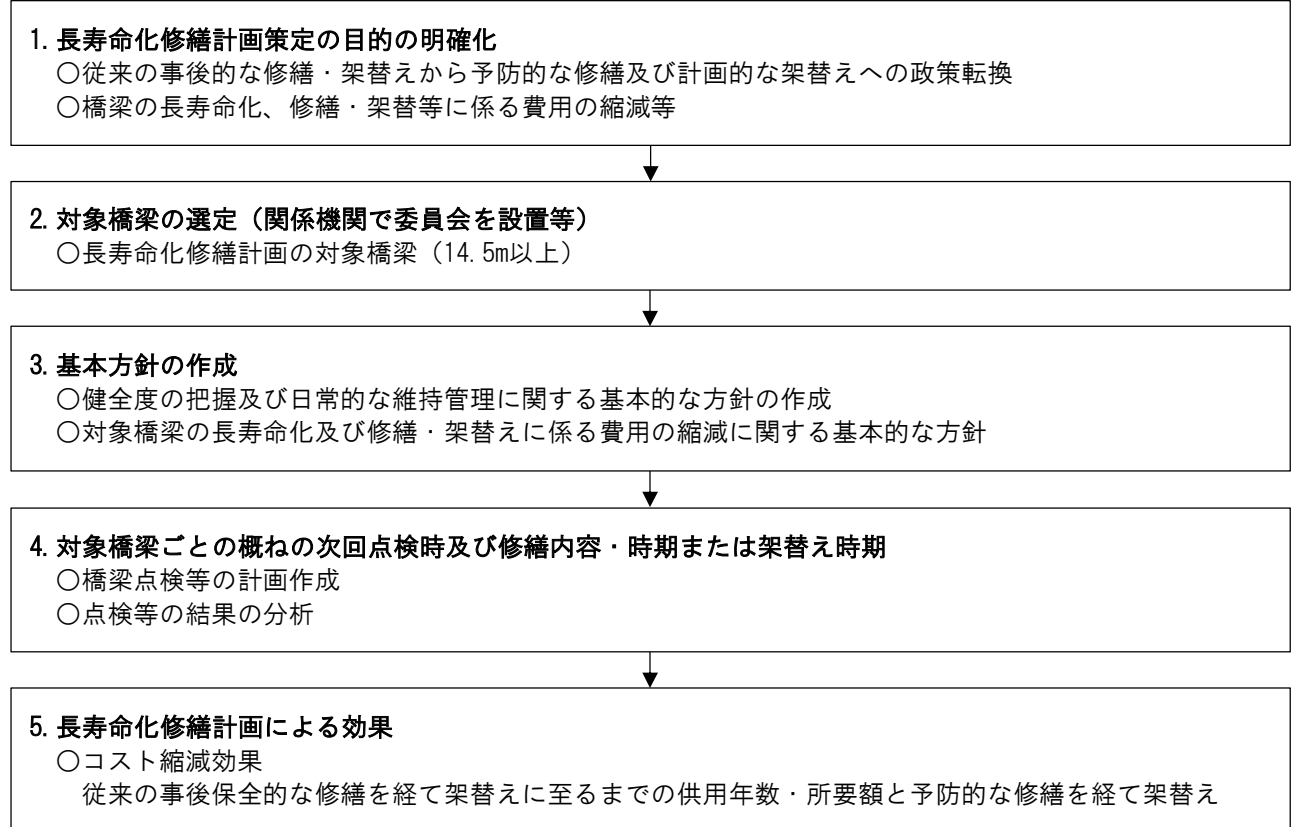 1. 長寿命化修繕計画策定の目的の明確化
○従来の事後的な修繕・架替えから予防的な修繕及び計画的な架替えへの政策転換
○橋梁の長寿命化、修繕・架替等に係る費用の縮減等
2. 対象橋梁の選定（関係機関で委員会を設置等）
○長寿命化修繕計画の対象橋梁（14.5m以上）
3. 基本方針の作成
○健全度の把握及び日常的な維持管理に関する基本的な方針の作成
○対象橋梁の長寿命化及び修繕・架替えに係る費用の縮減に関する基本的な方針
4. 対象橋梁ごとの概ねの次回点検時及び修繕内容・時期または架替え時期
○橋梁点検等の計画作成
○点検等の結果の分析
5. 長寿命化修繕計画による効果
○コスト縮減効果
従来の事後保全的な修繕を経て架替えに至るまでの供用年数・所要額と予防的な修繕を経て架替え